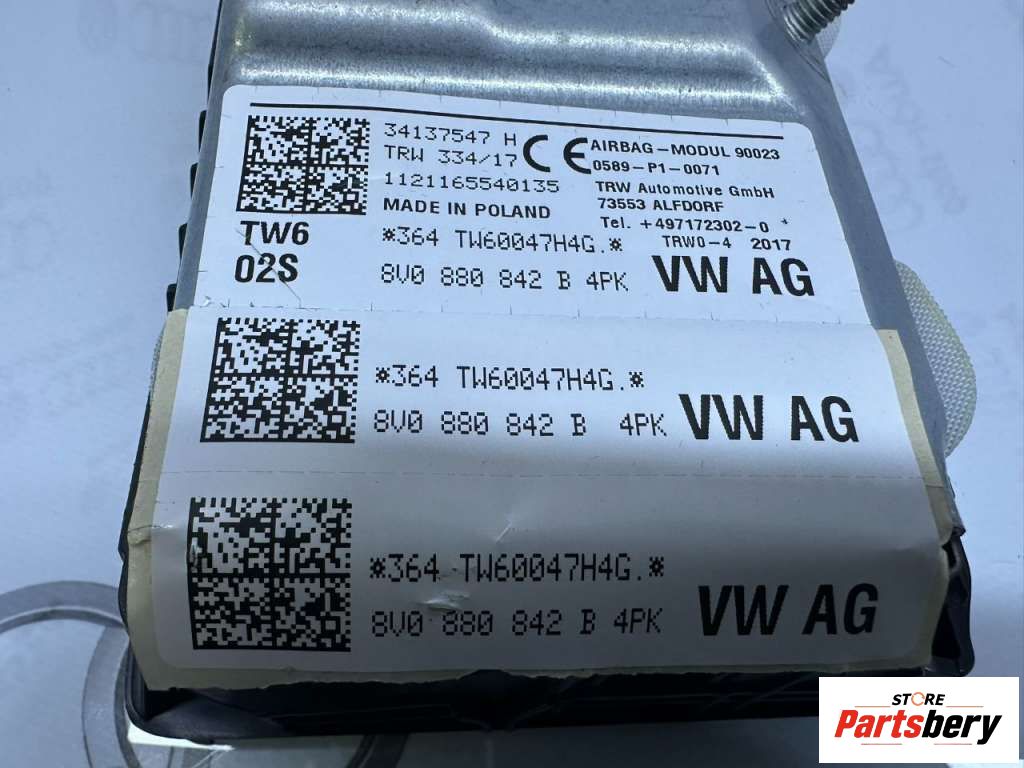 34137547 H
TRW 334/17
1121165540135
MADE IN POLAND
CE
AIRBAG-MODUL 90023
0589-P1-0071
TRW Automotive GmbH
73553 ALFDORF
Tel. +497172302-0 *
TRW0-4 2017
TW6
02S
*364 TW60047H4G.*
8V0 880 842 B 4PK
VW AG
*364 TW60047H4G.*
8V0 880 842 B 4PK
VW AG
*364 TW60047H4G.*
8V0 880 842 B 4PK
VW AG
STORE
Partsbery